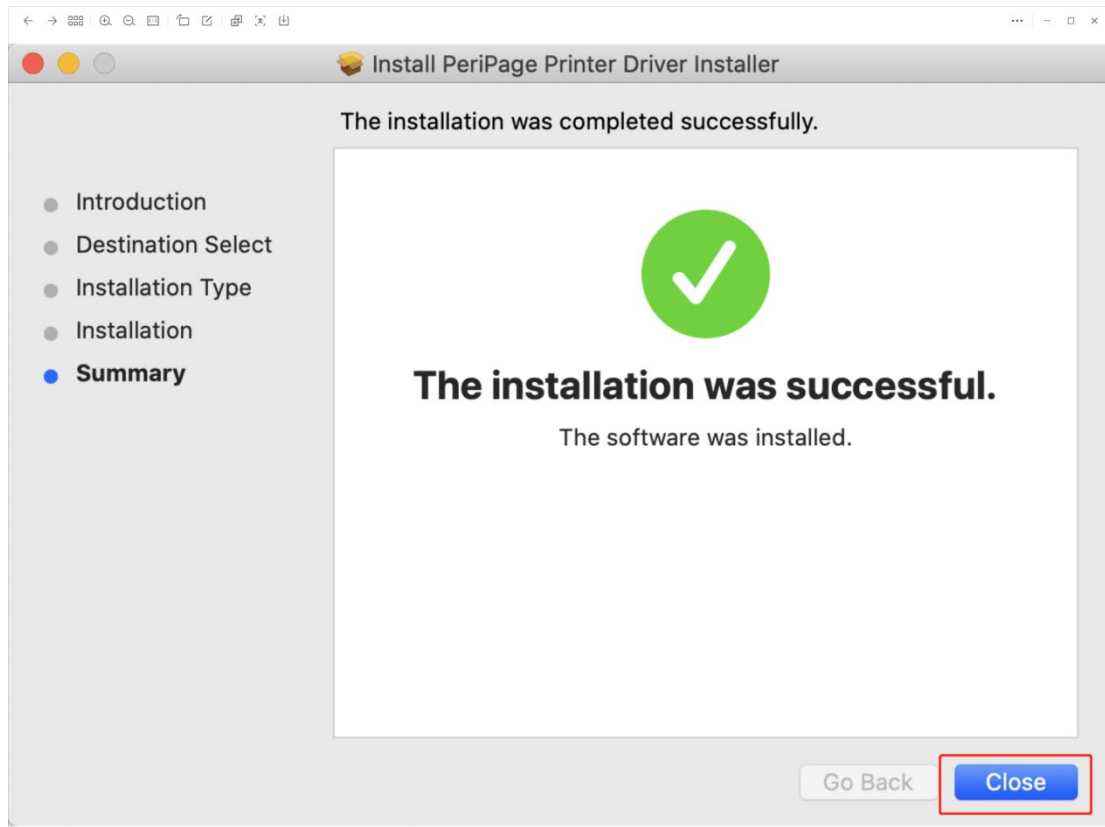 Install PeriPage Printer Driver Installer
The installation was completed successfully.
Introduction
Destination Select
Installation Type
Installation
Summary
The installation was successful.
The software was installed.
Go Back
Close